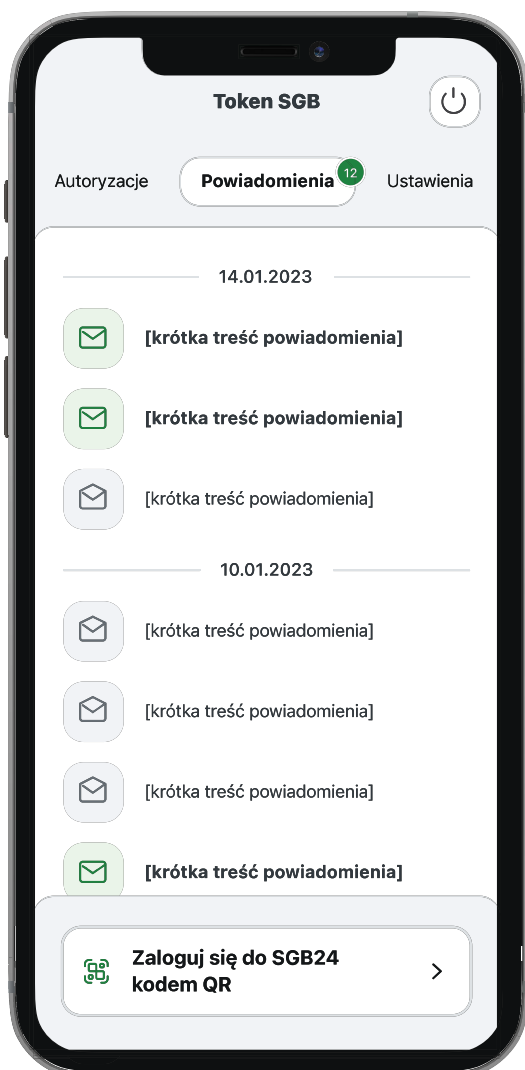 Token SGB
Autoryzacje
Powiadomienia
12
Ustawienia
14.01.2023
[krótka treść powiadomienia]
[krótka treść powiadomienia]
[krótka treść powiadomienia]
10.01.2023
[krótka treść powiadomienia]
[krótka treść powiadomienia]
[krótka treść powiadomienia]
[krótka treść powiadomienia]
Zaloguj się do SGB24
kodem QR